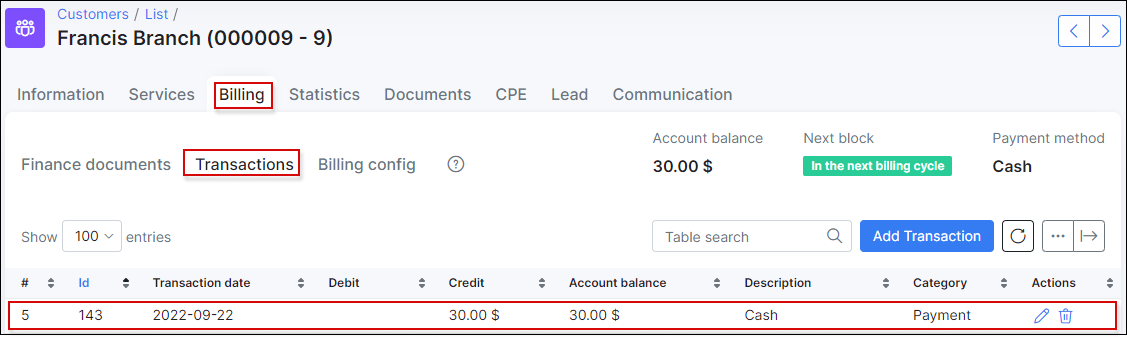 Customers / List /
Francis Branch (000009 - 9)
Information Services Billing Statistics Documents CPE Lead Communication
Account balance Next block Payment method
Finance documents Transactions Billing config ?
30.00 $ In the next billing cycle Cash
Show 100 entries Table search Add Transaction
# Id Transaction date Debit Credit Account balance Description Category Actions
5 143 2022-09-22 30.00 $ 30.00 $ Cash Payment